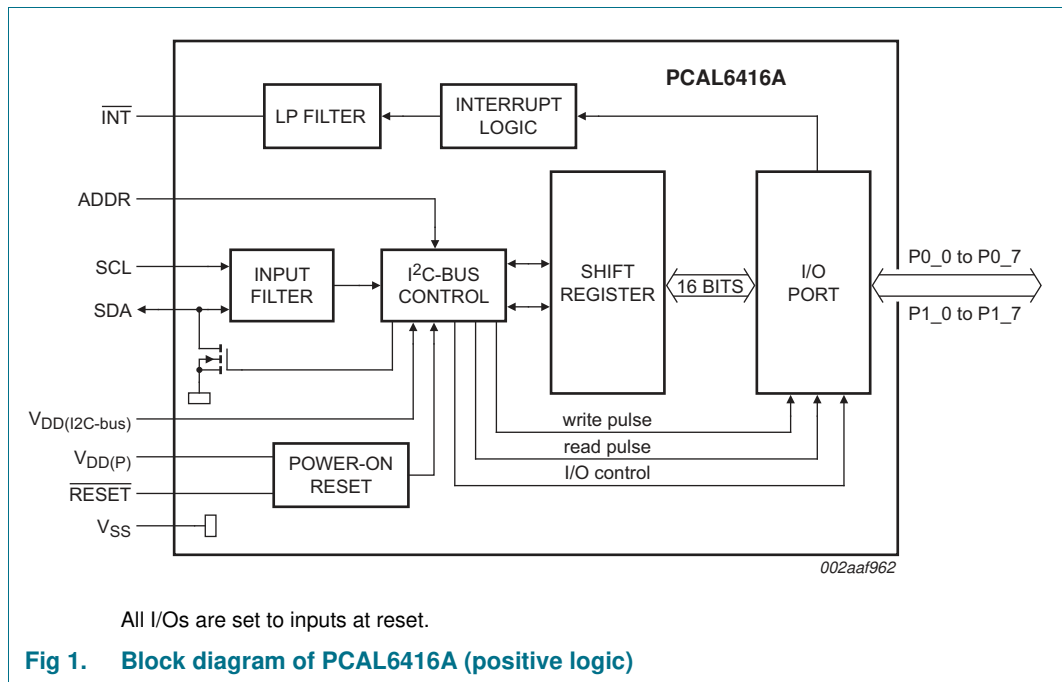 PCAL6416A
INT
LP FILTER
INTERRUPT
LOGIC
ADDR
SCL
SDA
INPUT
FILTER
I²C-BUS
CONTROL
SHIFT
REGISTER
16 BITS
I/O
PORT
P0_0 to P0_7
P1_0 to P1_7
VDD(I2C-bus)
VDD(P)
RESET
VSS
POWER-ON
RESET
write pulse
read pulse
I/O control
002aaf962
All I/Os are set to inputs at reset.
Fig 1. Block diagram of PCAL6416A (positive logic)